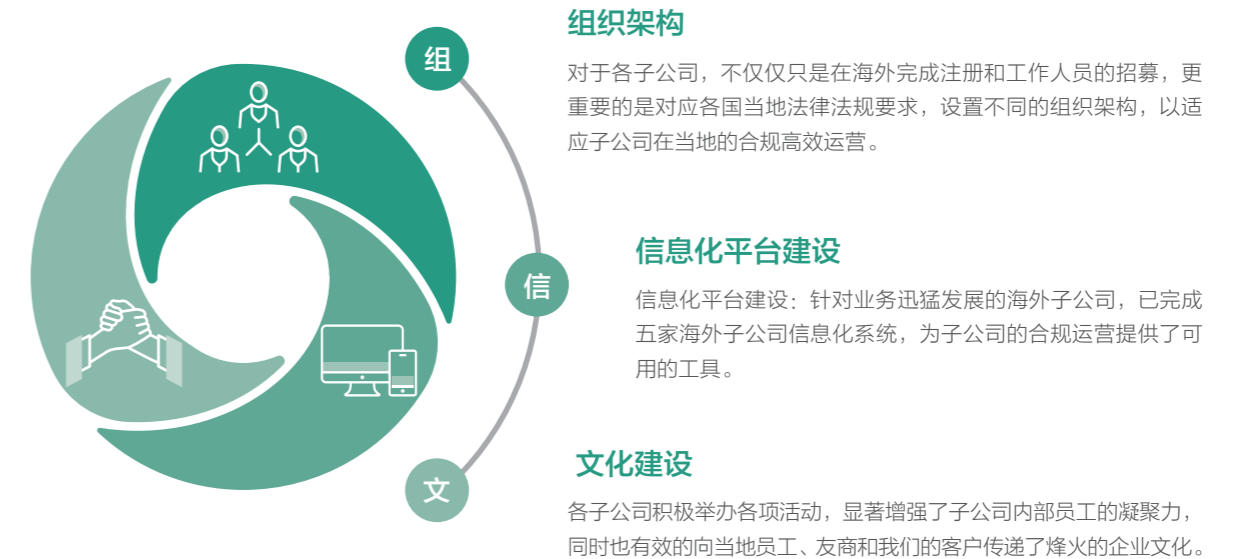 组
组织架构
对于各子公司，不仅仅只是在海外完成注册和工作人员的招募，更
重要的是对应各国当地法律法规要求，设置不同的组织架构，以适
应子公司在当地的合规高效运营。
信
信息化平台建设
信息化平台建设：针对业务迅猛发展的海外子公司，已完成
五家海外子公司信息化系统，为子公司的合规运营提供了可
用的工具。
文
文化建设
各子公司积极举办各项活动，显著增强了子公司内部员工的凝聚力，
同时也有效的向当地员工、友商和我们的客户传递了烽火的企业文化。